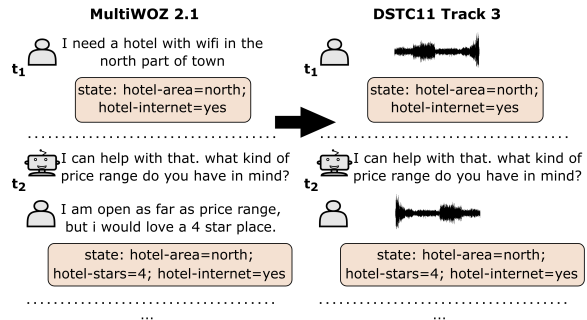 MultiWOZ 2.1
I need a hotel with wifi in the
north part of town
t1
state: hotel-area=north;
hotel-internet=yes
I can help with that. what kind of
price range do you have in mind?
t2
I am open as far as price range,
but i would love a 4 star place.
state: hotel-area=north;
hotel-stars=4; hotel-internet=yes
...
DSTC11 Track 3
t1
state: hotel-area=north;
hotel-internet=yes
I can help with that. what kind of
price range do you have in mind?
t2
state: hotel-area=north;
hotel-stars=4; hotel-internet=yes
...